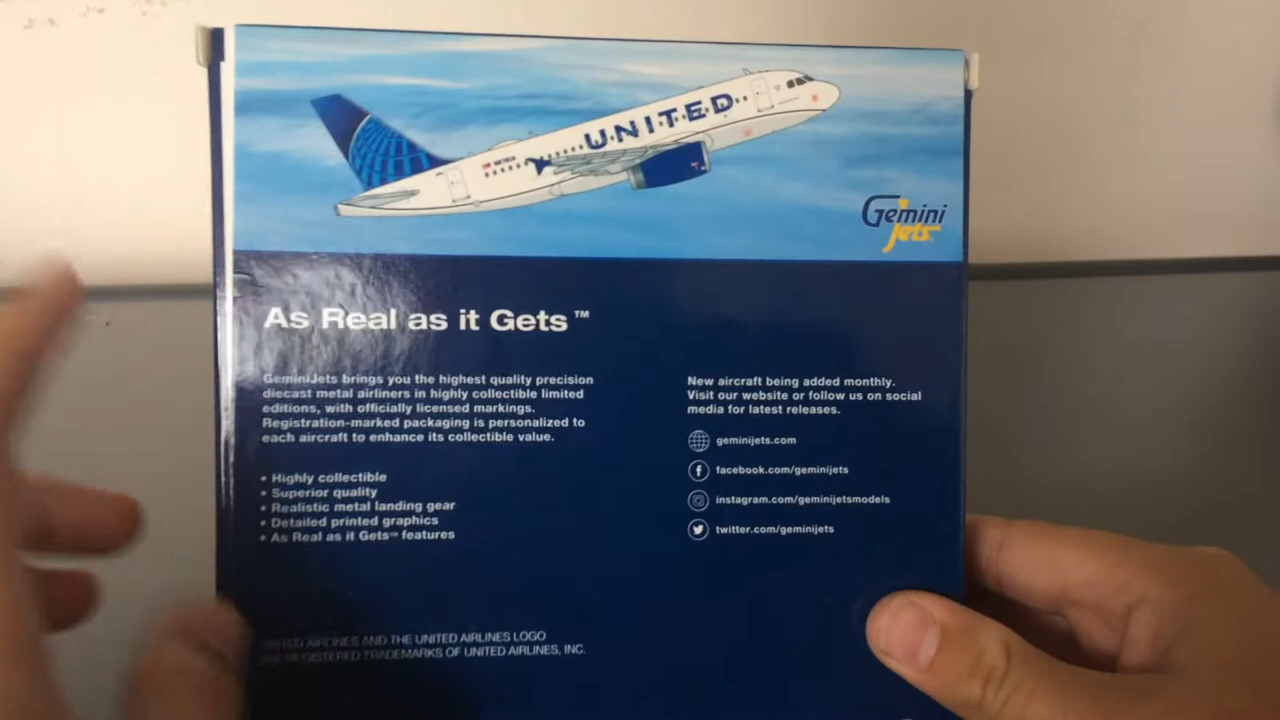 UNITED
Gemini
Jets
As Real as it Gets™
GeminiJets brings you the highest quality precision
diecast metal airliners in highly collectible limited
editions, with officially licensed markings.
Registration-marked packaging is personalized to
each aircraft to enhance its collectible value.
• Highly collectible
• Superior quality
• Realistic metal landing gear
• Detailed printed graphics
• As Real as it Gets™ features
New aircraft being added monthly.
Visit our website or follow us on social
media for latest releases.
geminijets.com
facebook.com/geminijets
instagram.com/geminijetsmodels
twitter.com/geminijets
UNITED AIRLINES AND THE UNITED AIRLINES LOGO
REGISTERED TRADEMARKS OF UNITED AIRLINES, INC.